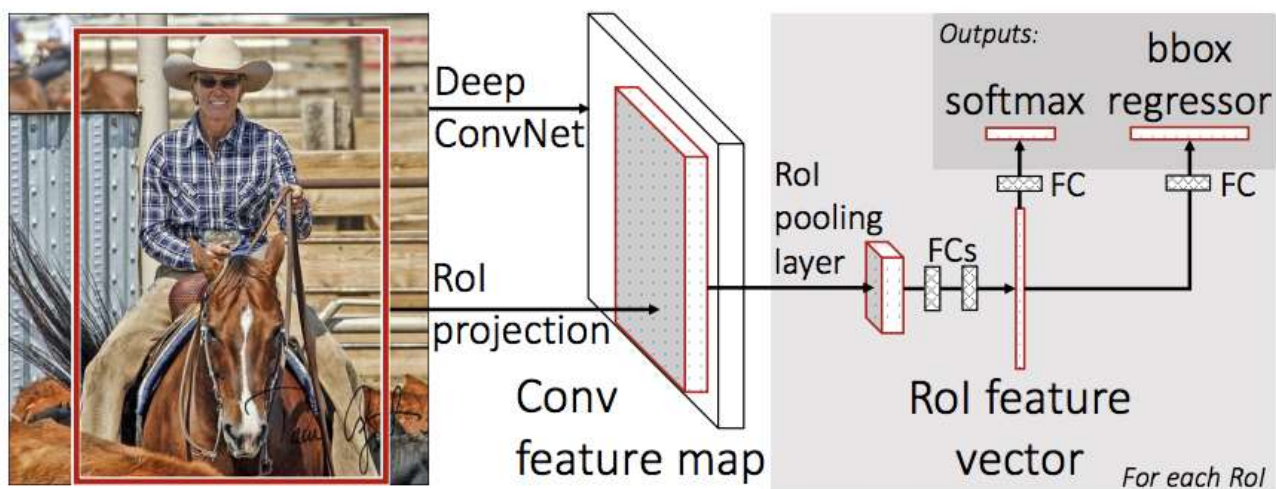 Deep
ConvNet
RoI
projection
Conv
feature map
RoI
pooling
layer
FCs
RoI feature
vector
For each RoI
Outputs:
softmax
bbox
regressor
FC
FC